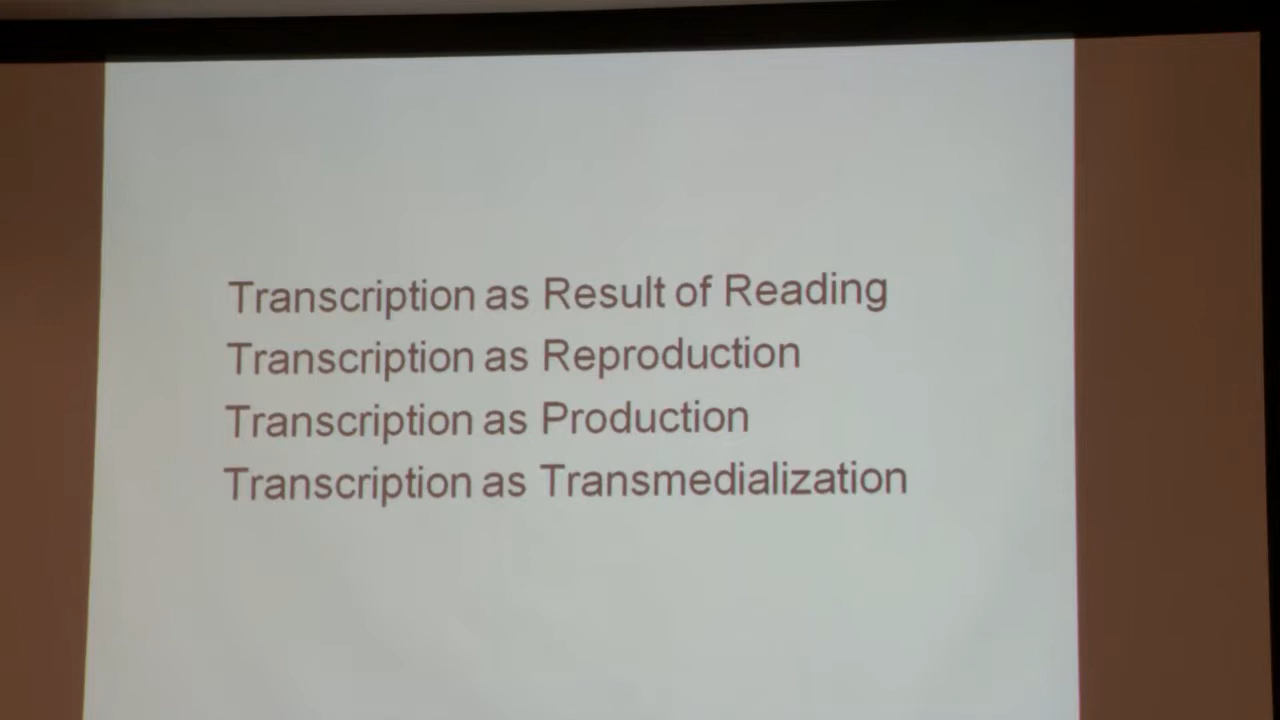 Transcription as Result of Reading
Transcription as Reproduction
Transcription as Production
Transcription as Transmedialization